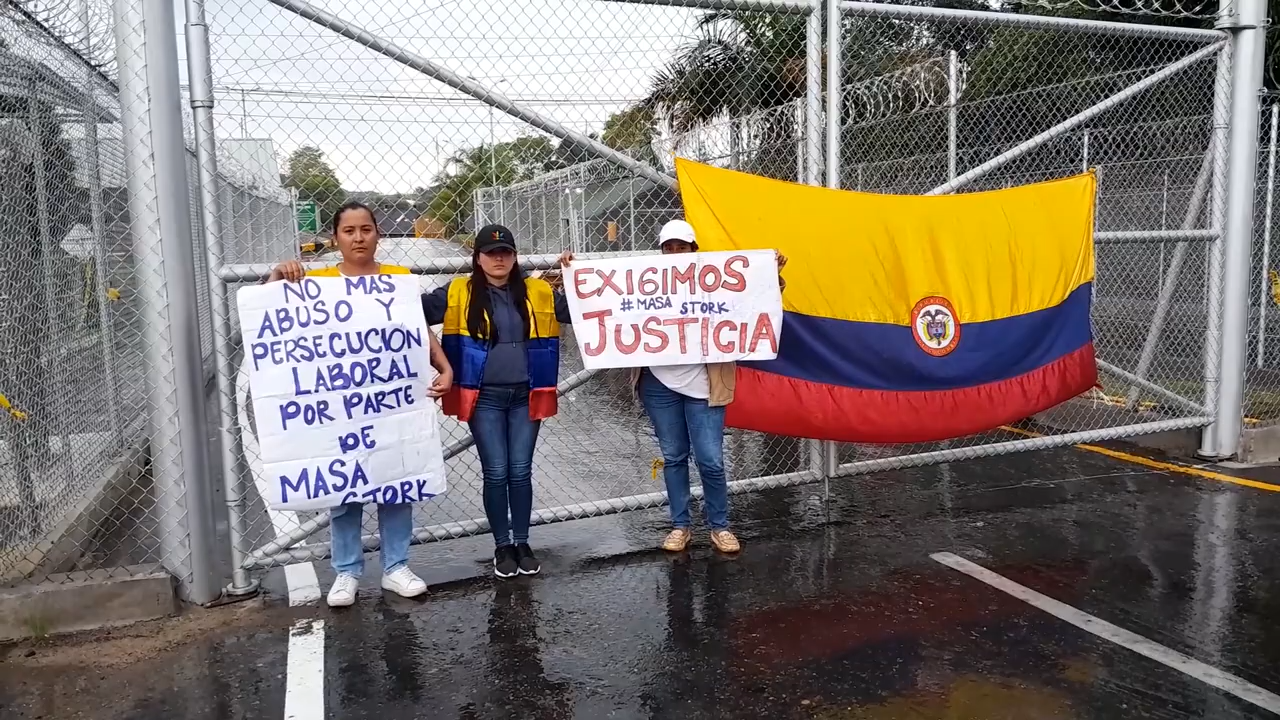 NO MAS
ABUSO Y
PERSECUCION
LABORAL
POR PARTE
DE
MASA
STORK
EXIGIMOS
#MASA STORK
JUSTICIA